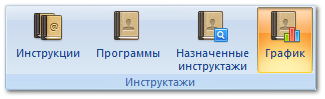 Инструкции Программы Назначенные инструктажи График
Инструктажи